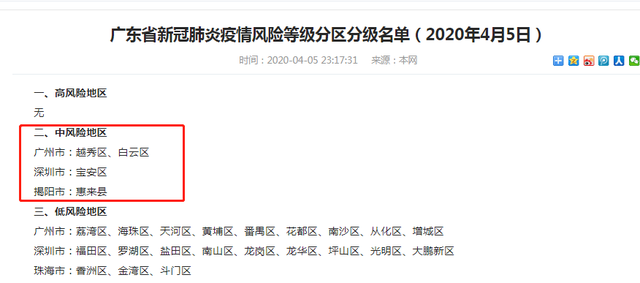 广东省新冠肺炎疫情风险等级分区分级名单（2020年4月5日）
时间：2020-04-05 23:17:31 来源：本网
一、高风险地区
无
二、中风险地区
广州市：越秀区、白云区
深圳市：宝安区
揭阳市：惠来县
三、低风险地区
广州市：荔湾区、海珠区、天河区、黄埔区、番禺区、花都区、南沙区、从化区、增城区
深圳市：福田区、罗湖区、盐田区、南山区、龙岗区、龙华区、坪山区、光明区、大鹏新区
珠海市：香洲区、金湾区、斗门区